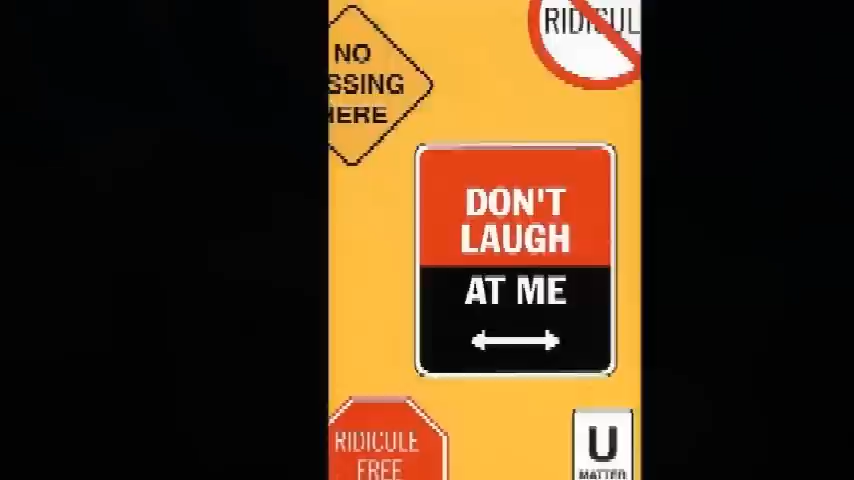 NO
SSING
HERE
RIDICUL
DON'T
LAUGH
AT ME
RIDICULE
FREE
U
MATTER